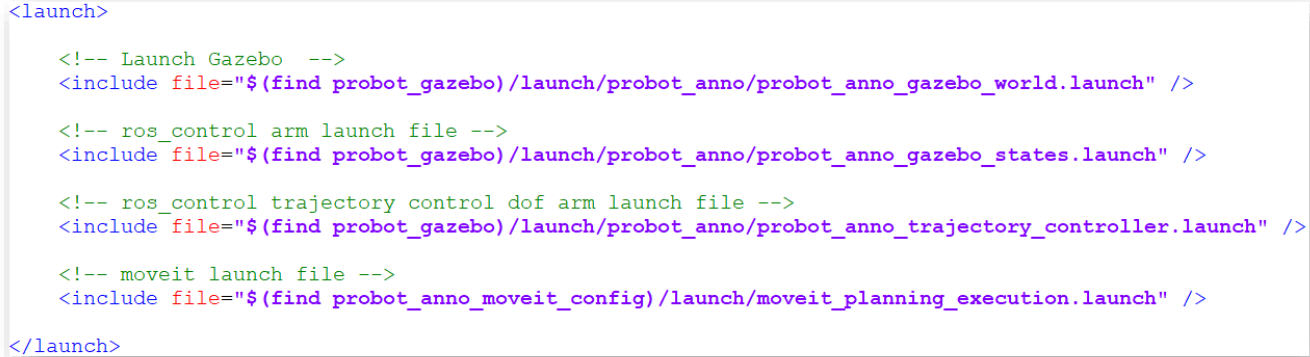 <launch>
<!-- Launch Gazebo  -->
<include file="$(find probot_gazebo)/launch/probot_anno/probot_anno_gazebo_world.launch" />
<!-- ros_control arm launch file -->
<include file="$(find probot_gazebo)/launch/probot_anno/probot_anno_gazebo_states.launch" />
<!-- ros_control trajectory control dof arm launch file -->
<include file="$(find probot_gazebo)/launch/probot_anno/probot_anno_trajectory_controller.launch" />
<!-- moveit launch file -->
<include file="$(find probot_anno_moveit_config)/launch/moveit_planning_execution.launch" />
</launch>